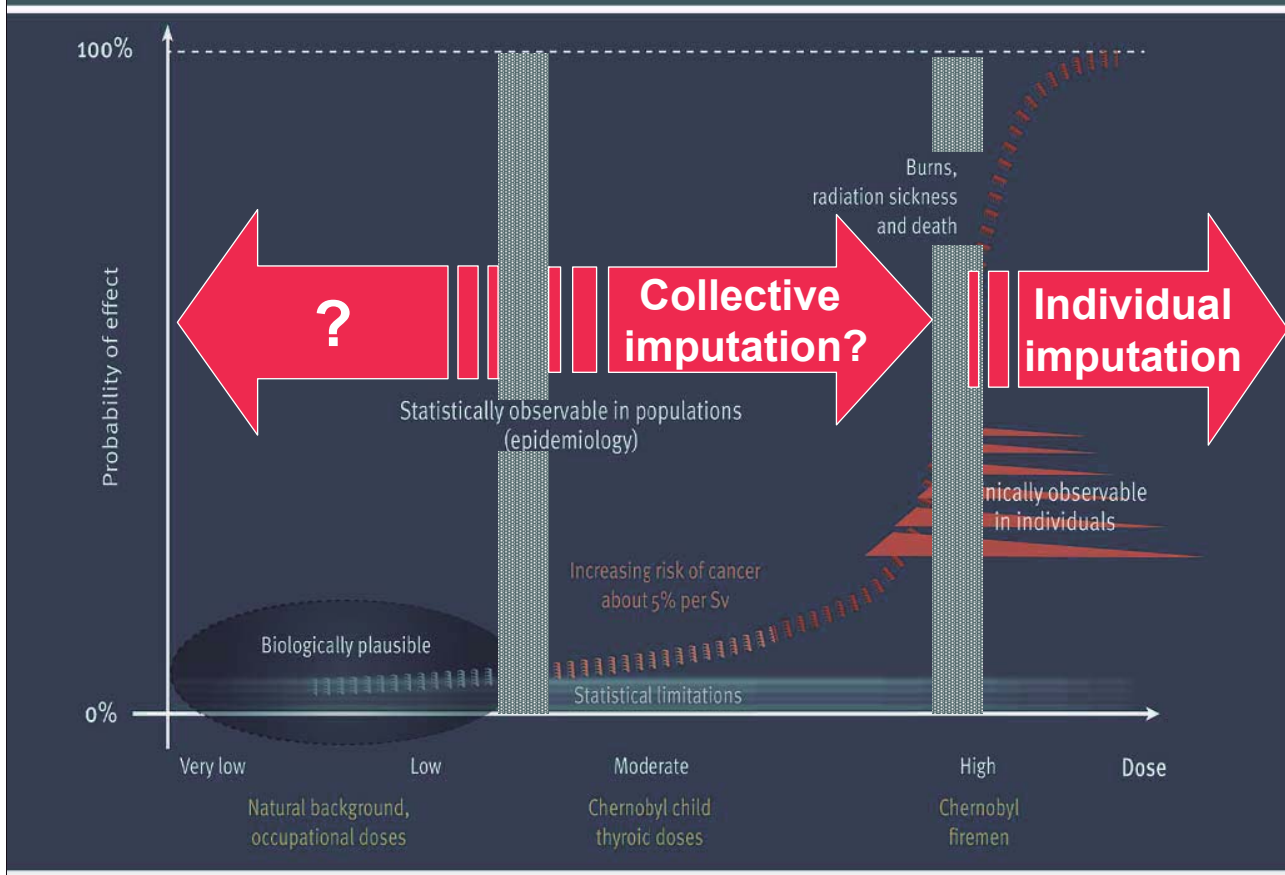 100%
Burns,
radiation sickness
and death
?
Collective
imputation?
Individual
imputation
Probability of effect
Statistically observable in populations
(epidemiology)
nically observable
in individuals
Increasing risk of cancer
about 5% per Sv
Biologically plausible
Statistical limitations
0%
Very low
Low
Moderate
High
Dose
Natural background,
occupational doses
Chernobyl child
thyroic doses
Chernobyl
firemen